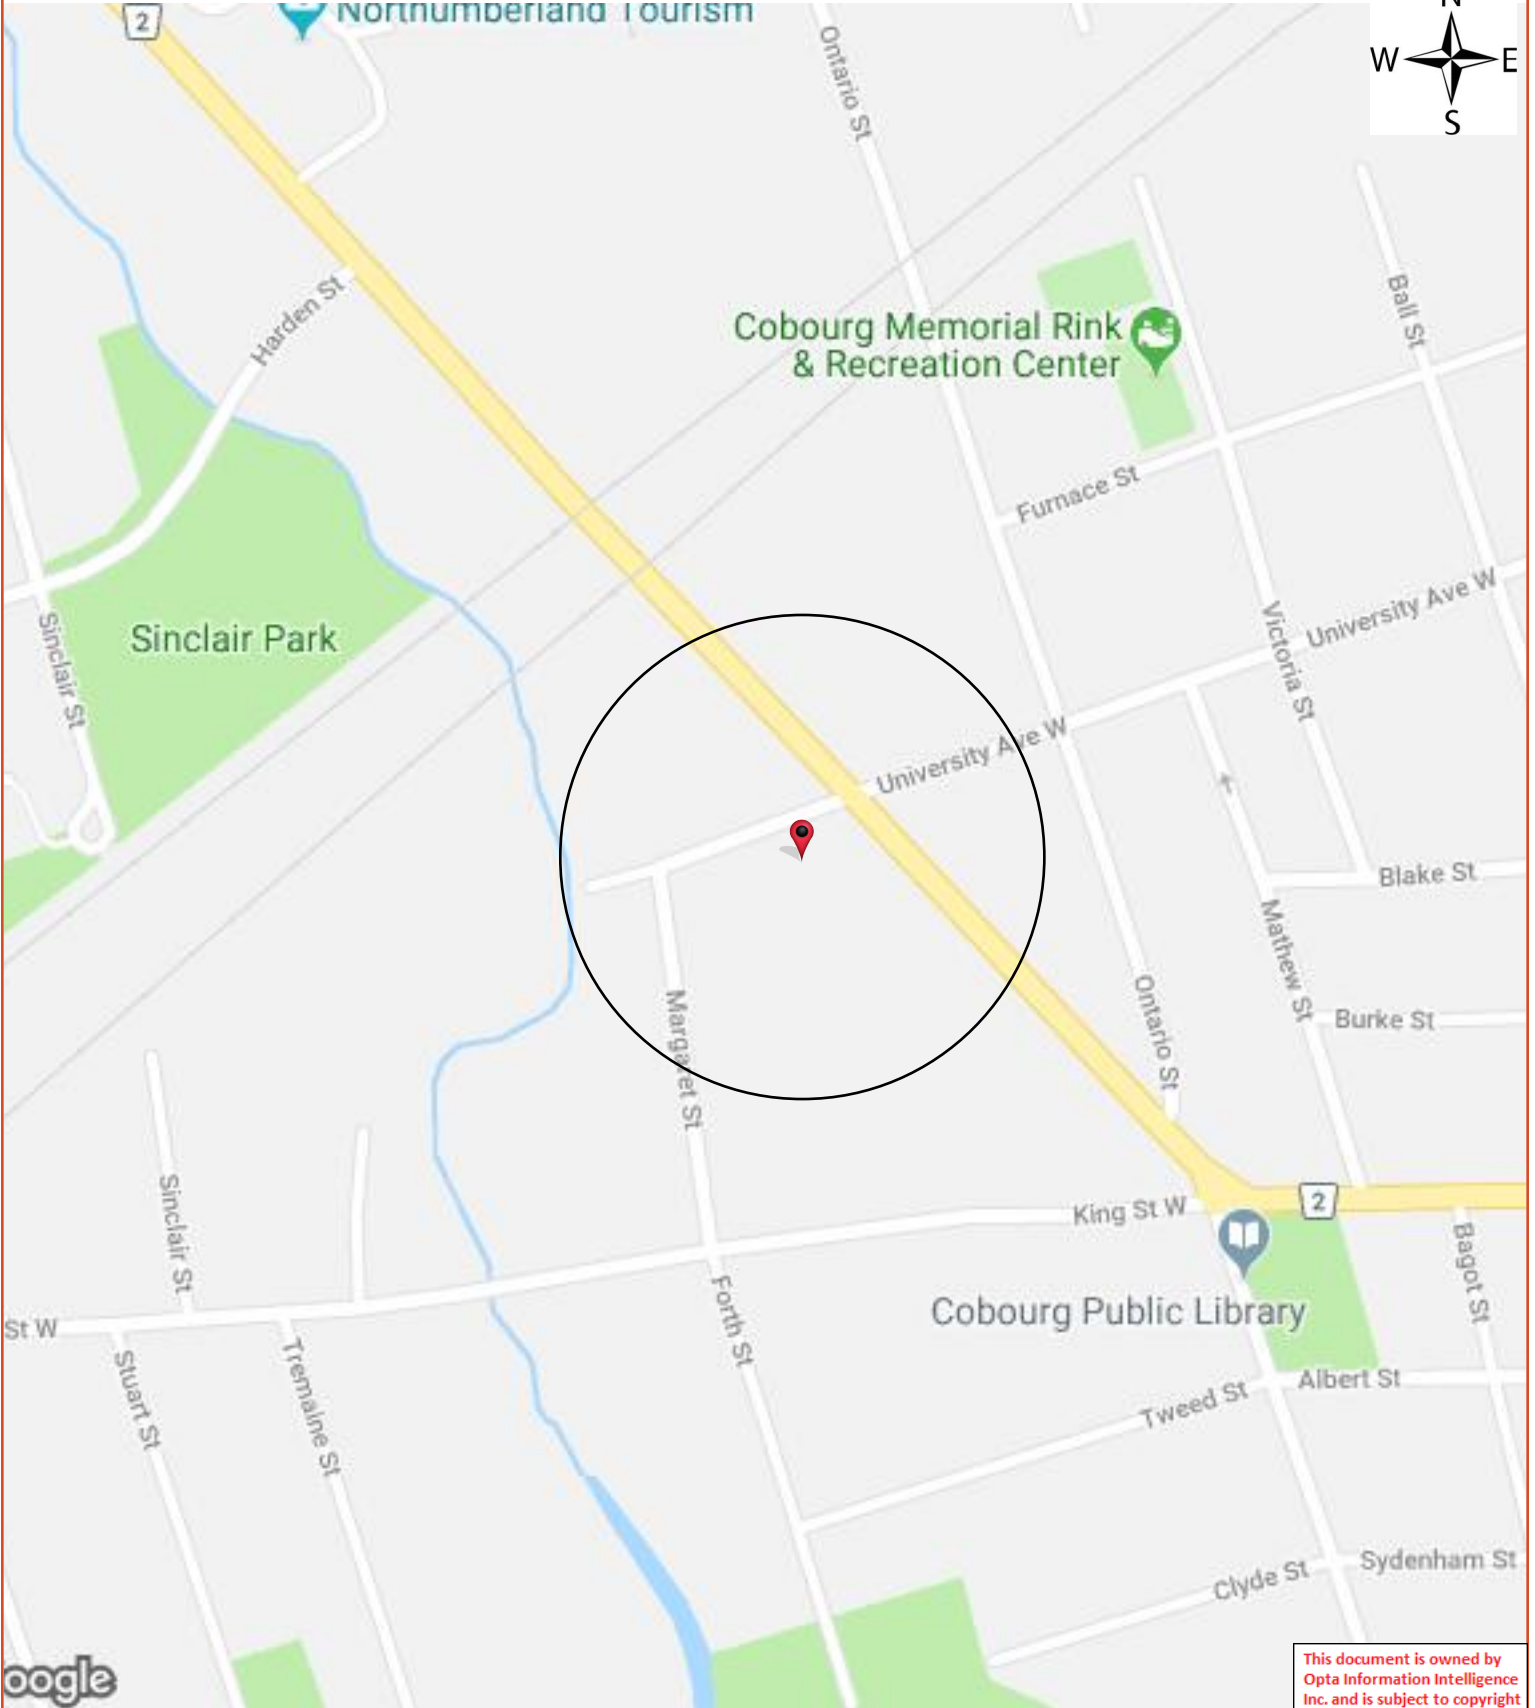 N
W E
S
2
Northumberland Tourism
Ontario St
Harden St
Cobourg Memorial Rink
& Recreation Center
Ball St
Furnace St
Sinclair Park
Sinclair St
Victoria St
University Ave W
University Ave W
Blake St
Mathew St
Burke St
Margaret St
Ontario St
Sinclair St
King St W
2
Bagot St
Cobourg Public Library
St W
Forth St
Stuart St
Tremaine St
Albert St
Tweed St
Clyde St
Sydenham St
oogle
This document is owned by
Opta Information Intelligence
Inc. and is subject to copyright